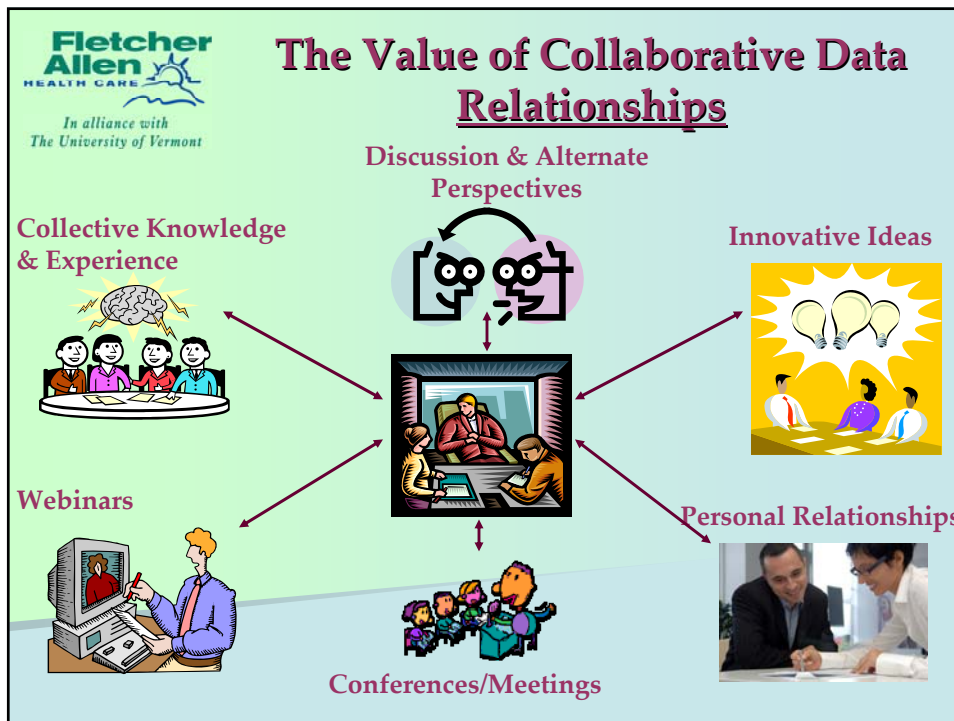 Fletcher
Allen
HEALTH CARE
In alliance with
The University of Vermont
The Value of Collaborative Data
Relationships
Discussion & Alternate
Perspectives
Collective Knowledge
& Experience
Innovative Ideas
Webinars
Personal Relationships
Conferences/Meetings